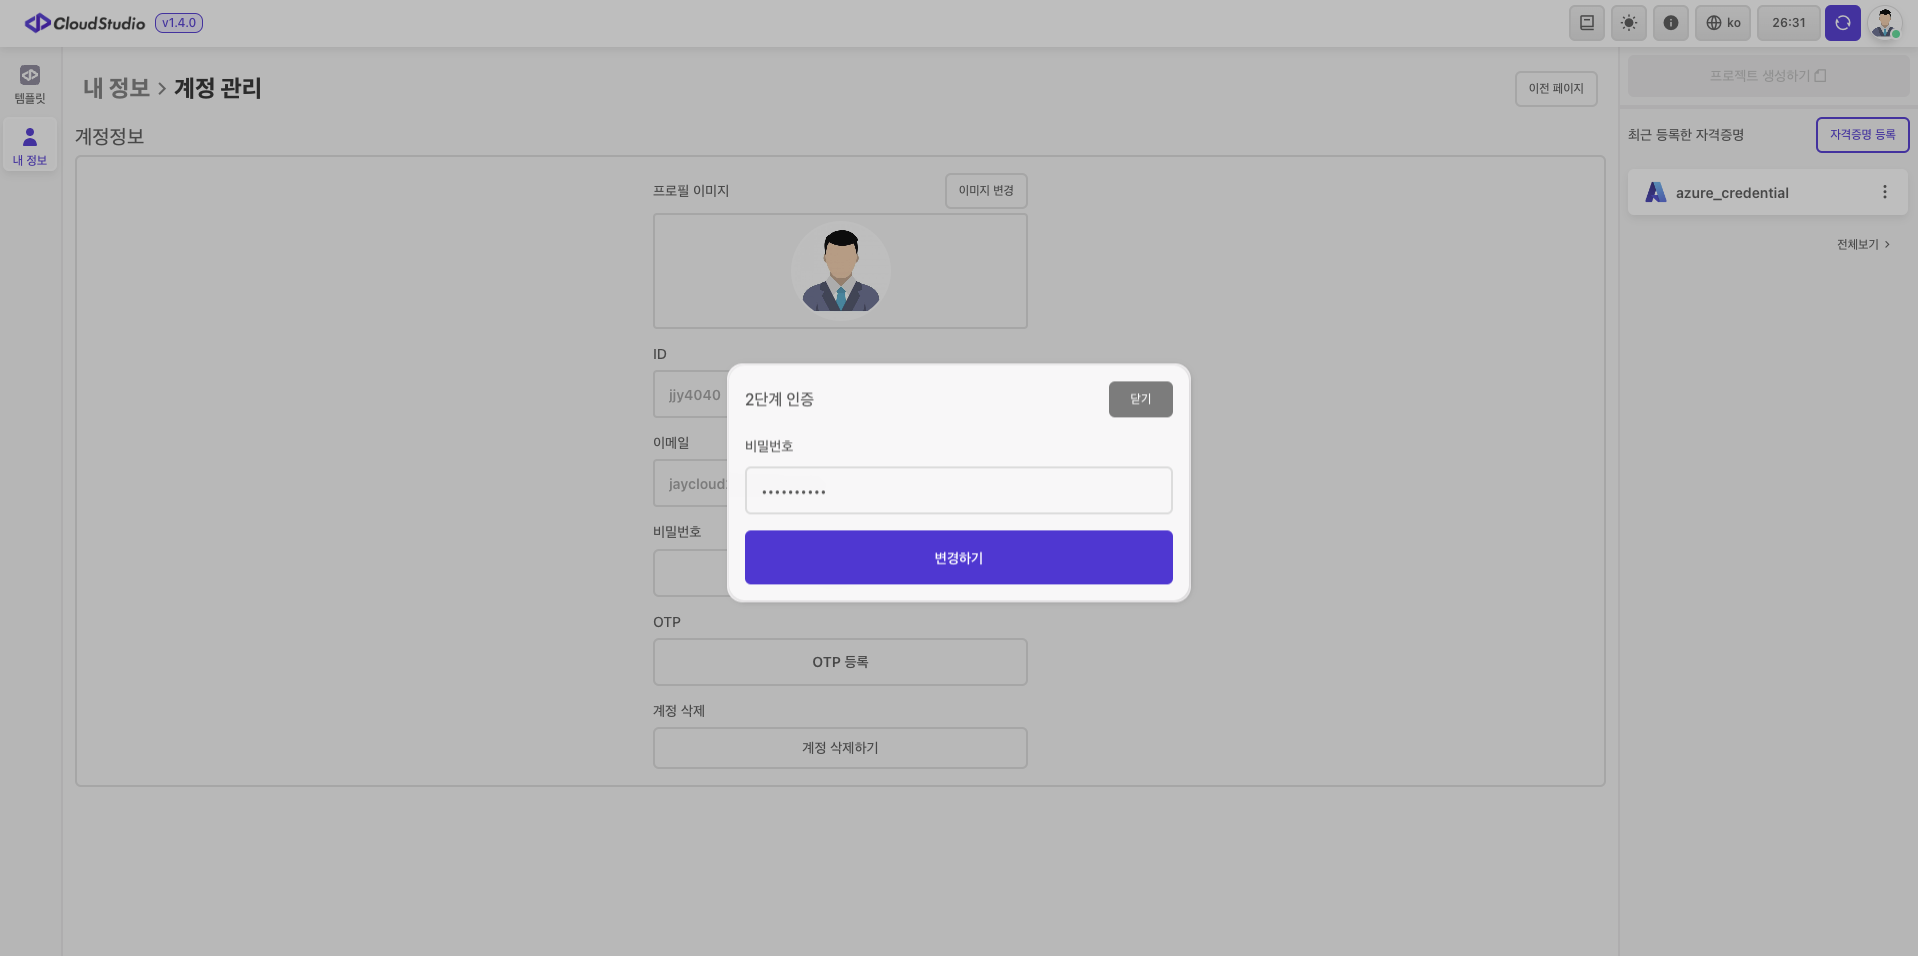 CloudStudio v1.4.0
ko 26:31
템플릿
내 정보
내 정보 > 계정 관리
이전 페이지
계정정보
프로필 이미지
이미지 변경
ID
jjy4040
이메일
jaycloud
비밀번호
OTP
OTP 등록
계정 삭제
계정 삭제하기
2단계 인증
닫기
비밀번호
••••••••••
변경하기
프로젝트 생성하기
최근 등록한 자격증명
자격증명 등록
azure_credential
전체보기 >